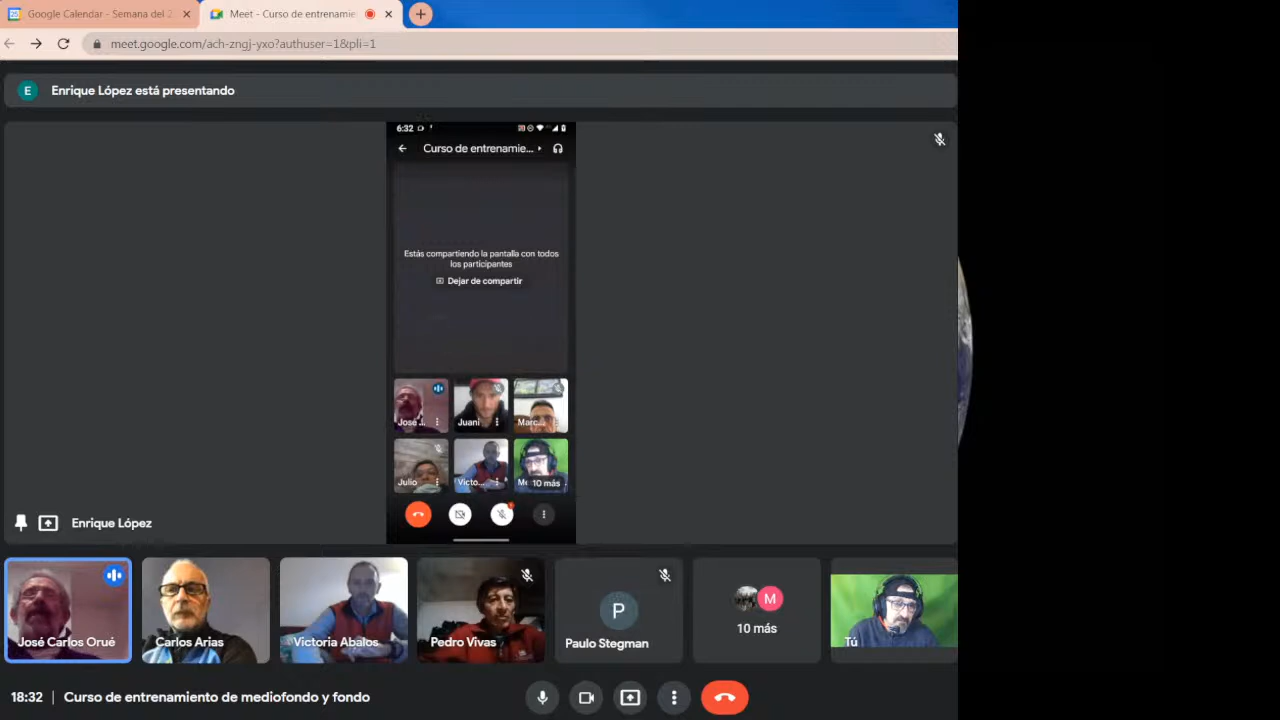 Google Calendar - Semana del 2
Meet - Curso de entrenamie
meet.google.com/ach-zngj-yxo?authuser=1&pli=1
E
Enrique López está presentando
6:32
Curso de entrenamie...
Estás compartiendo la pantalla con todos
los participantes
Dejar de compartir
José ...
Juani
Marc...
Julio
Victo...
10 más
Enrique López
José Carlos Orué
Carlos Arias
Victoria Abalos
Pedro Vivas
P
Paulo Stegman
M
10 más
Tú
18:32 | Curso de entrenamiento de mediofondo y fondo